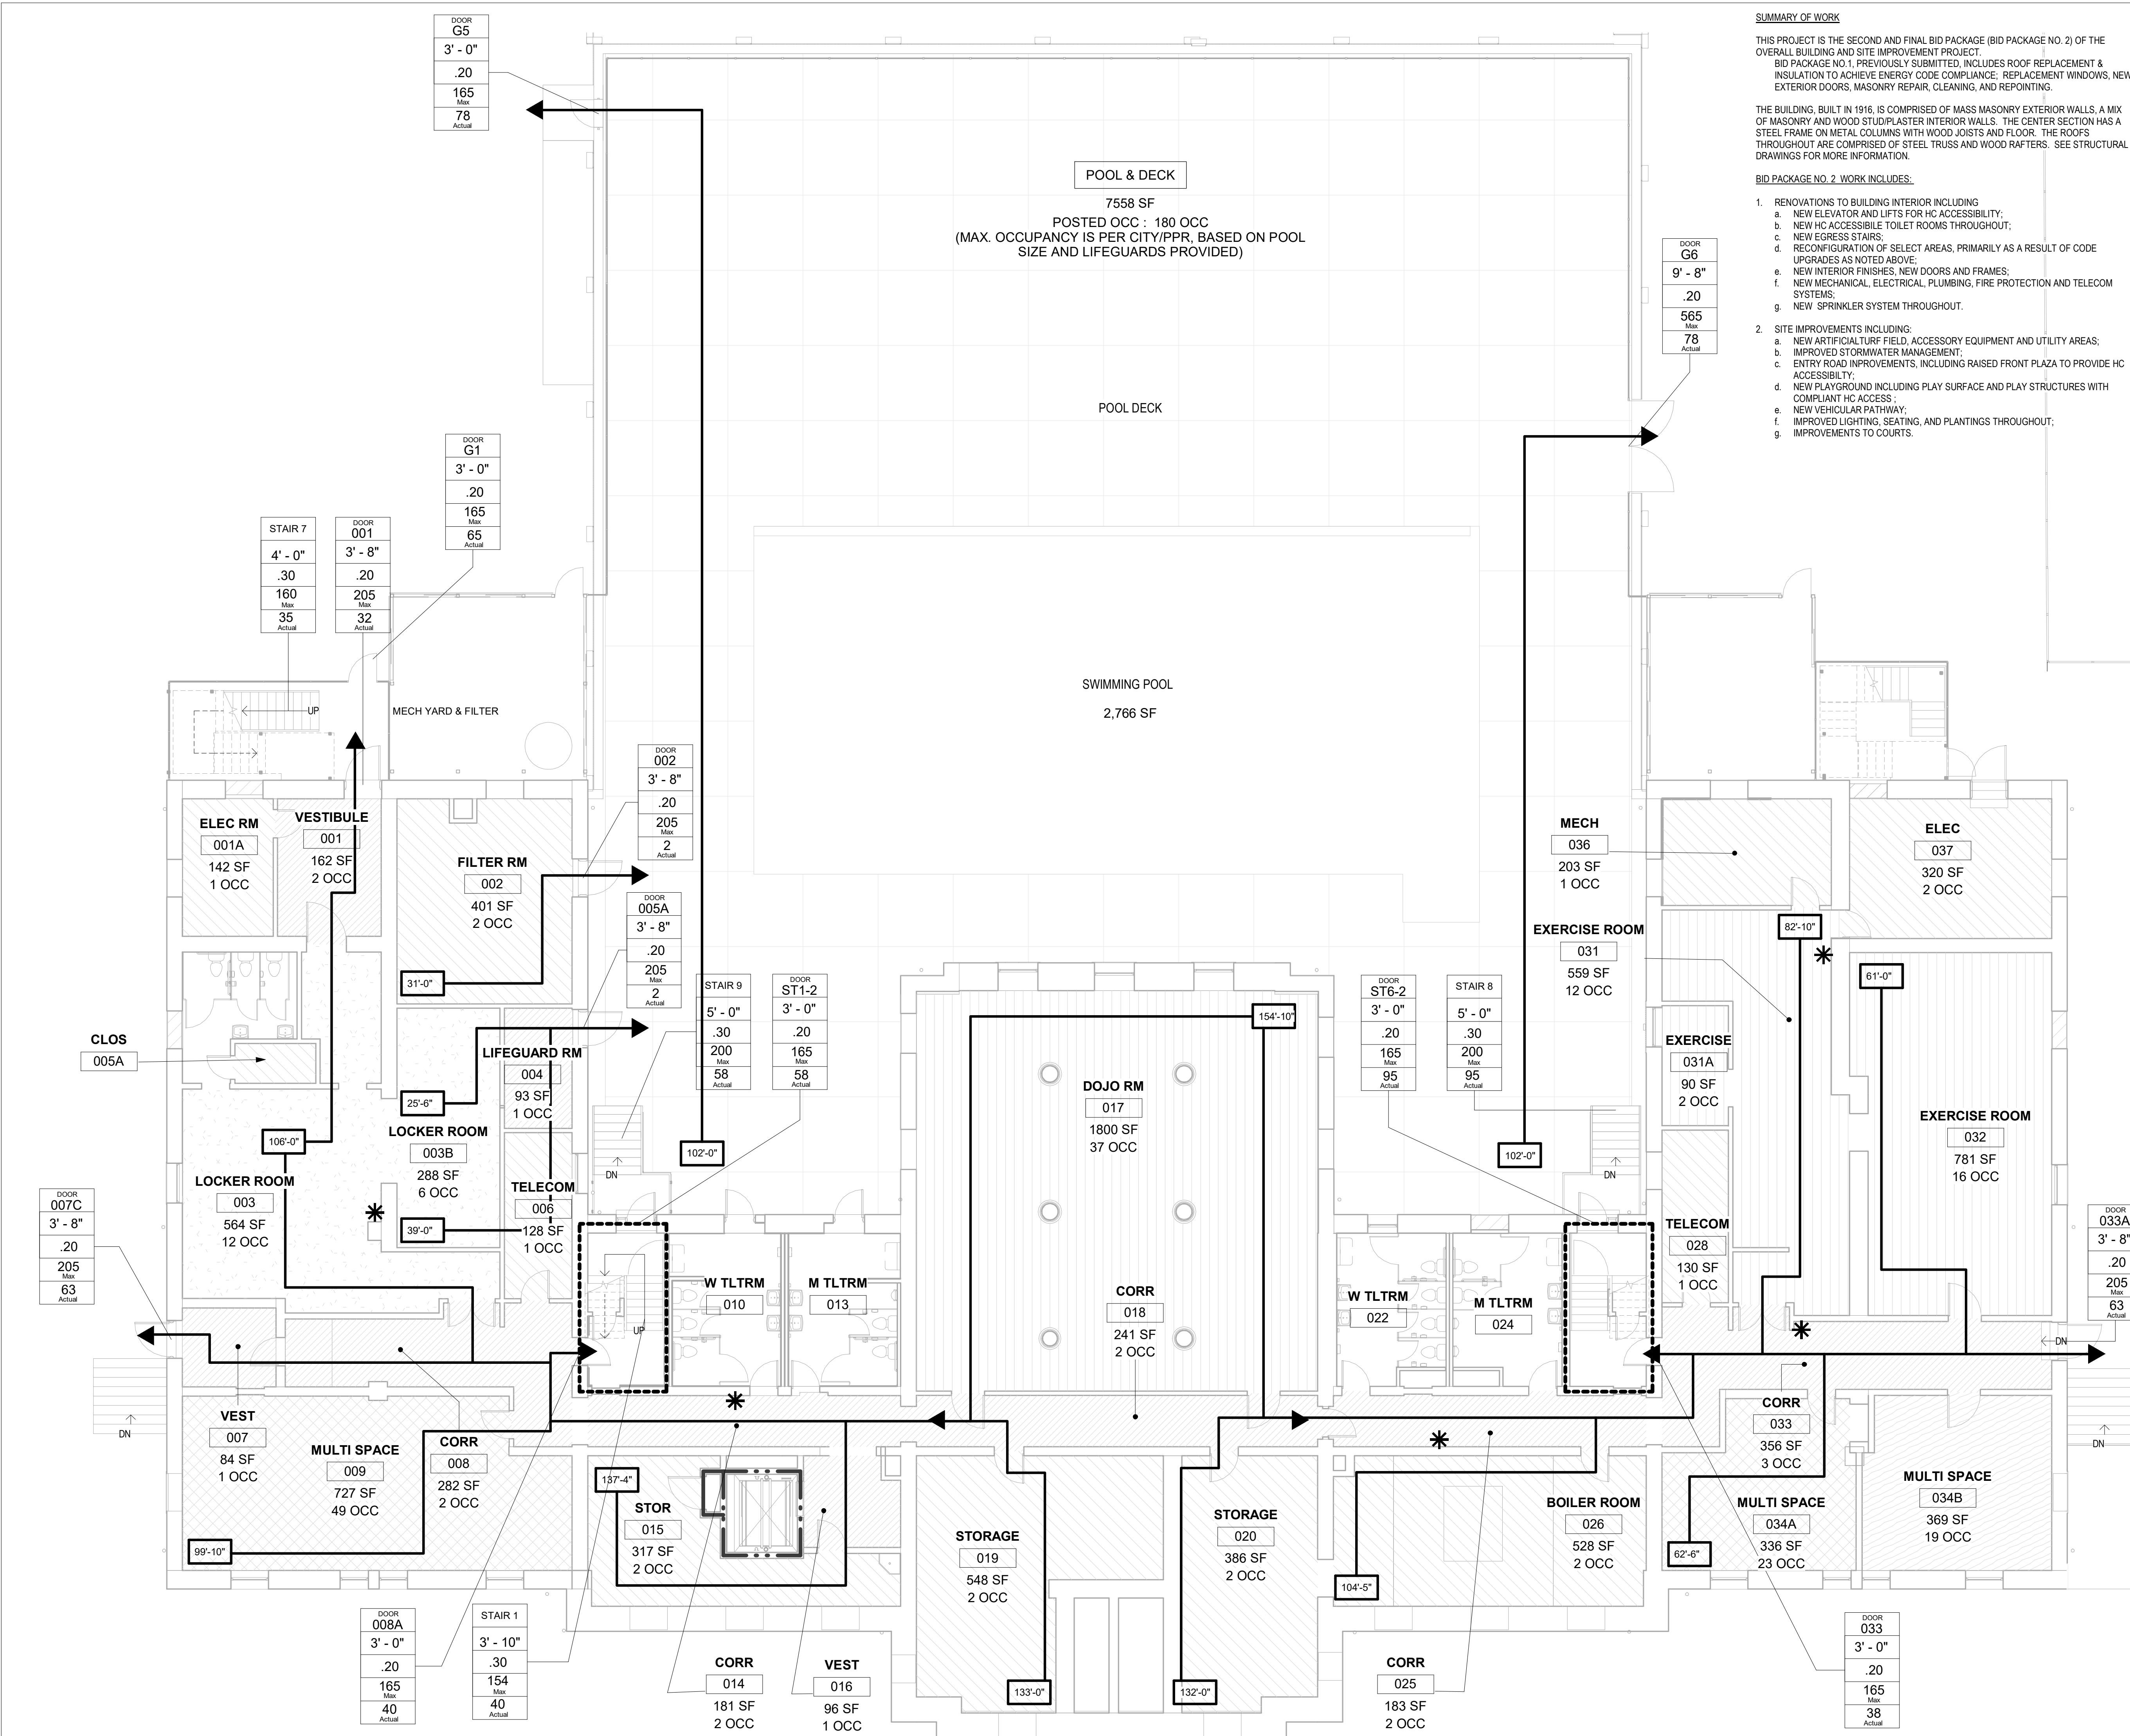 SUMMARY OF WORK
THIS PROJECT IS THE SECOND AND FINAL BID PACKAGE (BID PACKAGE NO. 2) OF THE
OVERALL BUILDING AND SITE IMPROVEMENT PROJECT.
BID PACKAGE NO.1, PREVIOUSLY SUBMITTED, INCLUDES ROOF REPLACEMENT &
INSULATION TO ACHIEVE ENERGY CODE COMPLIANCE; REPLACEMENT WINDOWS, NEW
EXTERIOR DOORS, MASONRY REPAIR, CLEANING, AND REPOINTING.
THE BUILDING, BUILT IN 1916, IS COMPRISED OF MASS MASONRY EXTERIOR WALLS, A MIX
OF MASONRY AND WOOD STUD/PLASTER INTERIOR WALLS. THE CENTER SECTION HAS A
STEEL FRAME ON METAL COLUMNS WITH WOOD JOISTS AND FLOOR. THE ROOFS
THROUGHOUT ARE COMPRISED OF STEEL TRUSS AND WOOD RAFTERS. SEE STRUCTURAL
DRAWINGS FOR MORE INFORMATION.
BID PACKAGE NO. 2 WORK INCLUDES:
1. RENOVATIONS TO BUILDING INTERIOR INCLUDING
a. NEW ELEVATOR AND LIFTS FOR HC ACCESSIBILITY;
b. NEW HC ACCESSIBILE TOILET ROOMS THROUGHOUT;
c. NEW EGRESS STAIRS;
d. RECONFIGURATION OF SELECT AREAS, PRIMARILY AS A RESULT OF CODE
UPGRADES AS NOTED ABOVE;
e. NEW INTERIOR FINISHES, NEW DOORS AND FRAMES;
f. NEW MECHANICAL, ELECTRICAL, PLUMBING, FIRE PROTECTION AND TELECOM
SYSTEMS;
g. NEW SPRINKLER SYSTEM THROUGHOUT.
2. SITE IMPROVEMENTS INCLUDING:
a. NEW ARTIFICIALTURF FIELD, ACCESSORY EQUIPMENT AND UTILITY AREAS;
b. IMPROVED STORMWATER MANAGEMENT;
c. ENTRY ROAD INPROVEMENTS, INCLUDING RAISED FRONT PLAZA TO PROVIDE HC
ACCESSIBILTY;
d. NEW PLAYGROUND INCLUDING PLAY SURFACE AND PLAY STRUCTURES WITH
COMPLIANT HC ACCESS ;
e. NEW VEHICULAR PATHWAY;
f. IMPROVED LIGHTING, SEATING, AND PLANTINGS THROUGHOUT;
g. IMPROVEMENTS TO COURTS.
DOOR
G5
3' - 0"
.20
165
Max
78
Actual
POOL & DECK
7558 SF
POSTED OCC : 180 OCC
(MAX. OCCUPANCY IS PER CITY/PPR, BASED ON POOL
SIZE AND LIFEGUARDS PROVIDED)
DOOR
G6
9' - 8"
.20
565
Max
78
Actual
POOL DECK
DOOR
G1
3' - 0"
.20
165
Max
65
Actual
STAIR 7
4' - 0"
.30
160
Max
35
Actual
DOOR
001
3' - 8"
.20
205
Max
32
Actual
SWIMMING POOL
2,766 SF
UP
MECH YARD & FILTER
DOOR
002
3' - 8"
.20
205
Max
2
Actual
ELEC RM
001A
142 SF
1 OCC
VESTIBULE
001
162 SF
2 OCC
FILTER RM
002
401 SF
2 OCC
31'-0"
MECH
036
203 SF
1 OCC
ELEC
037
320 SF
2 OCC
DOOR
005A
3' - 8"
.20
205
Max
2
Actual
82'-10"
EXERCISE ROOM
031
559 SF
12 OCC
61'-0"
STAIR 9
5' - 0"
.30
200
Max
58
Actual
DOOR
ST1-2
3' - 0"
.20
165
Max
58
Actual
DOOR
ST6-2
3' - 0"
.20
165
Max
95
Actual
STAIR 8
5' - 0"
.30
200
Max
95
Actual
154'-10"
CLOS
005A
LIFEGUARD RM
004
93 SF
1 OCC
25'-6"
EXERCISE
031A
90 SF
2 OCC
DOJO RM
017
1800 SF
37 OCC
EXERCISE ROOM
032
781 SF
16 OCC
106'-0"
LOCKER ROOM
003B
288 SF
6 OCC
102'-0"
DN
102'-0"
DN
LOCKER ROOM
003
564 SF
12 OCC
TELECOM
006
128 SF
1 OCC
39'-0"
DOOR
007C
3' - 8"
.20
205
Max
63
Actual
TELECOM
028
130 SF
1 OCC
DOOR
033A
3' - 8"
.20
205
Max
63
Actual
W TLTRM
010
M TLTRM
013
UP
CORR
018
241 SF
2 OCC
W TLTRM
022
M TLTRM
024
DN
DN
VEST
007
84 SF
1 OCC
MULTI SPACE
009
727 SF
49 OCC
CORR
008
282 SF
2 OCC
99'-10"
137'-4"
STOR
015
317 SF
2 OCC
STORAGE
019
548 SF
2 OCC
STORAGE
020
386 SF
2 OCC
BOILER ROOM
026
528 SF
2 OCC
104'-5"
CORR
033
356 SF
3 OCC
MULTI SPACE
034A
336 SF
23 OCC
62'-6"
MULTI SPACE
034B
369 SF
19 OCC
DN
DOOR
008A
3' - 0"
.20
165
Max
40
Actual
STAIR 1
3' - 10"
.30
154
Max
40
Actual
CORR
014
181 SF
2 OCC
VEST
016
96 SF
1 OCC
133'-0"
132'-0"
CORR
025
183 SF
2 OCC
DOOR
033
3' - 0"
.20
165
Max
38
Actual